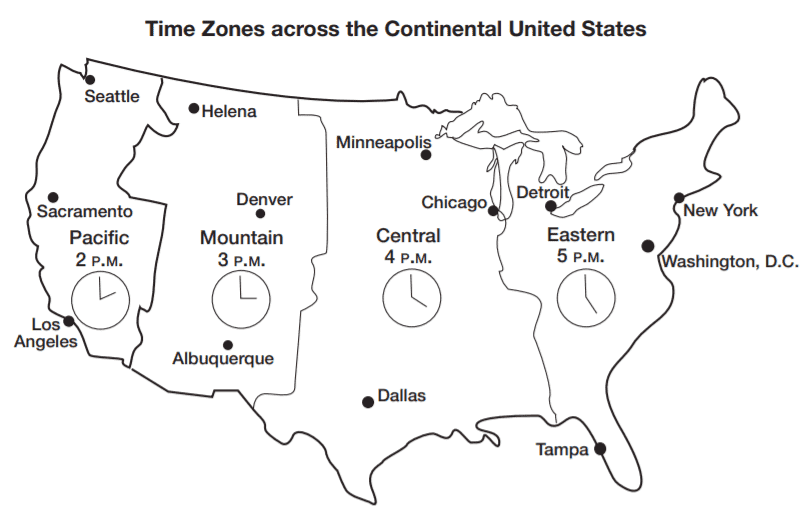 Time Zones across the Continental United States
Seattle
Helena
Minneapolis
Sacramento
Denver
Chicago
Detroit
New York
Pacific
2 P.M.
Mountain
3 P.M.
Central
4 P.M.
Eastern
5 P.M.
Washington, D.C.
Los
Angeles
Albuquerque
Dallas
Tampa